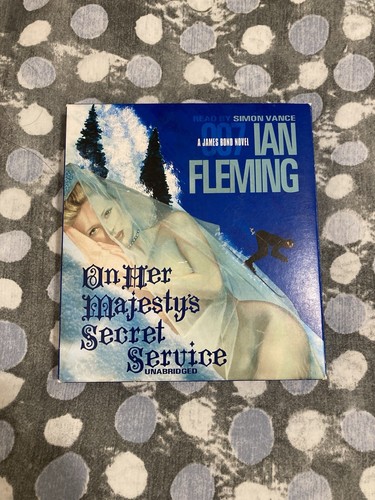 READ BY SIMON VANCE
007
A JAMES BOND NOVEL
IAN
FLEMING
On Her
Majesty's
Secret
Service
UNABRIDGED